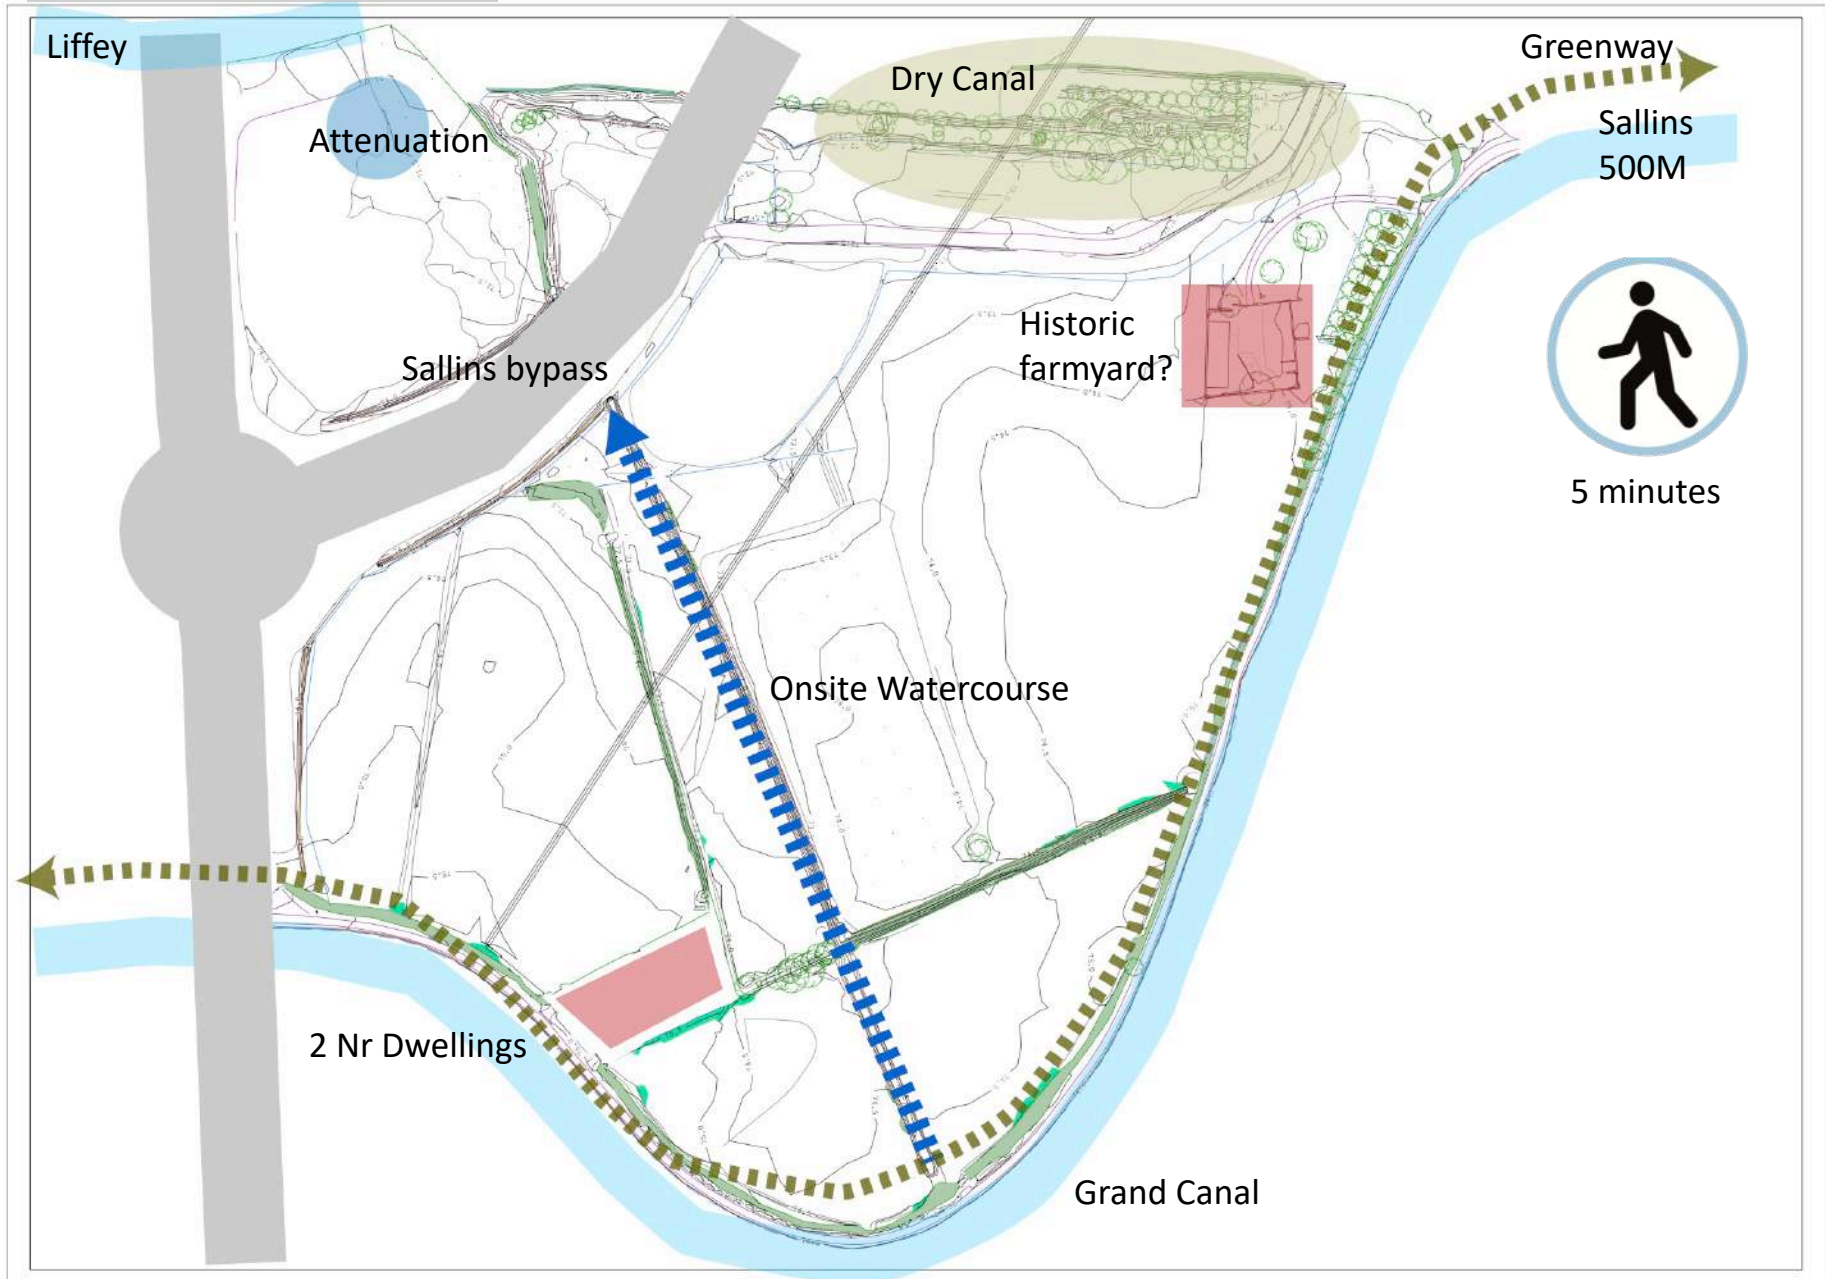 Liffey
Greenway
Dry Canal
Sallins
500M
Attenuation
Historic
farmyard?
Sallins bypass
5 minutes
Onsite Watercourse
2 Nr Dwellings
Grand Canal